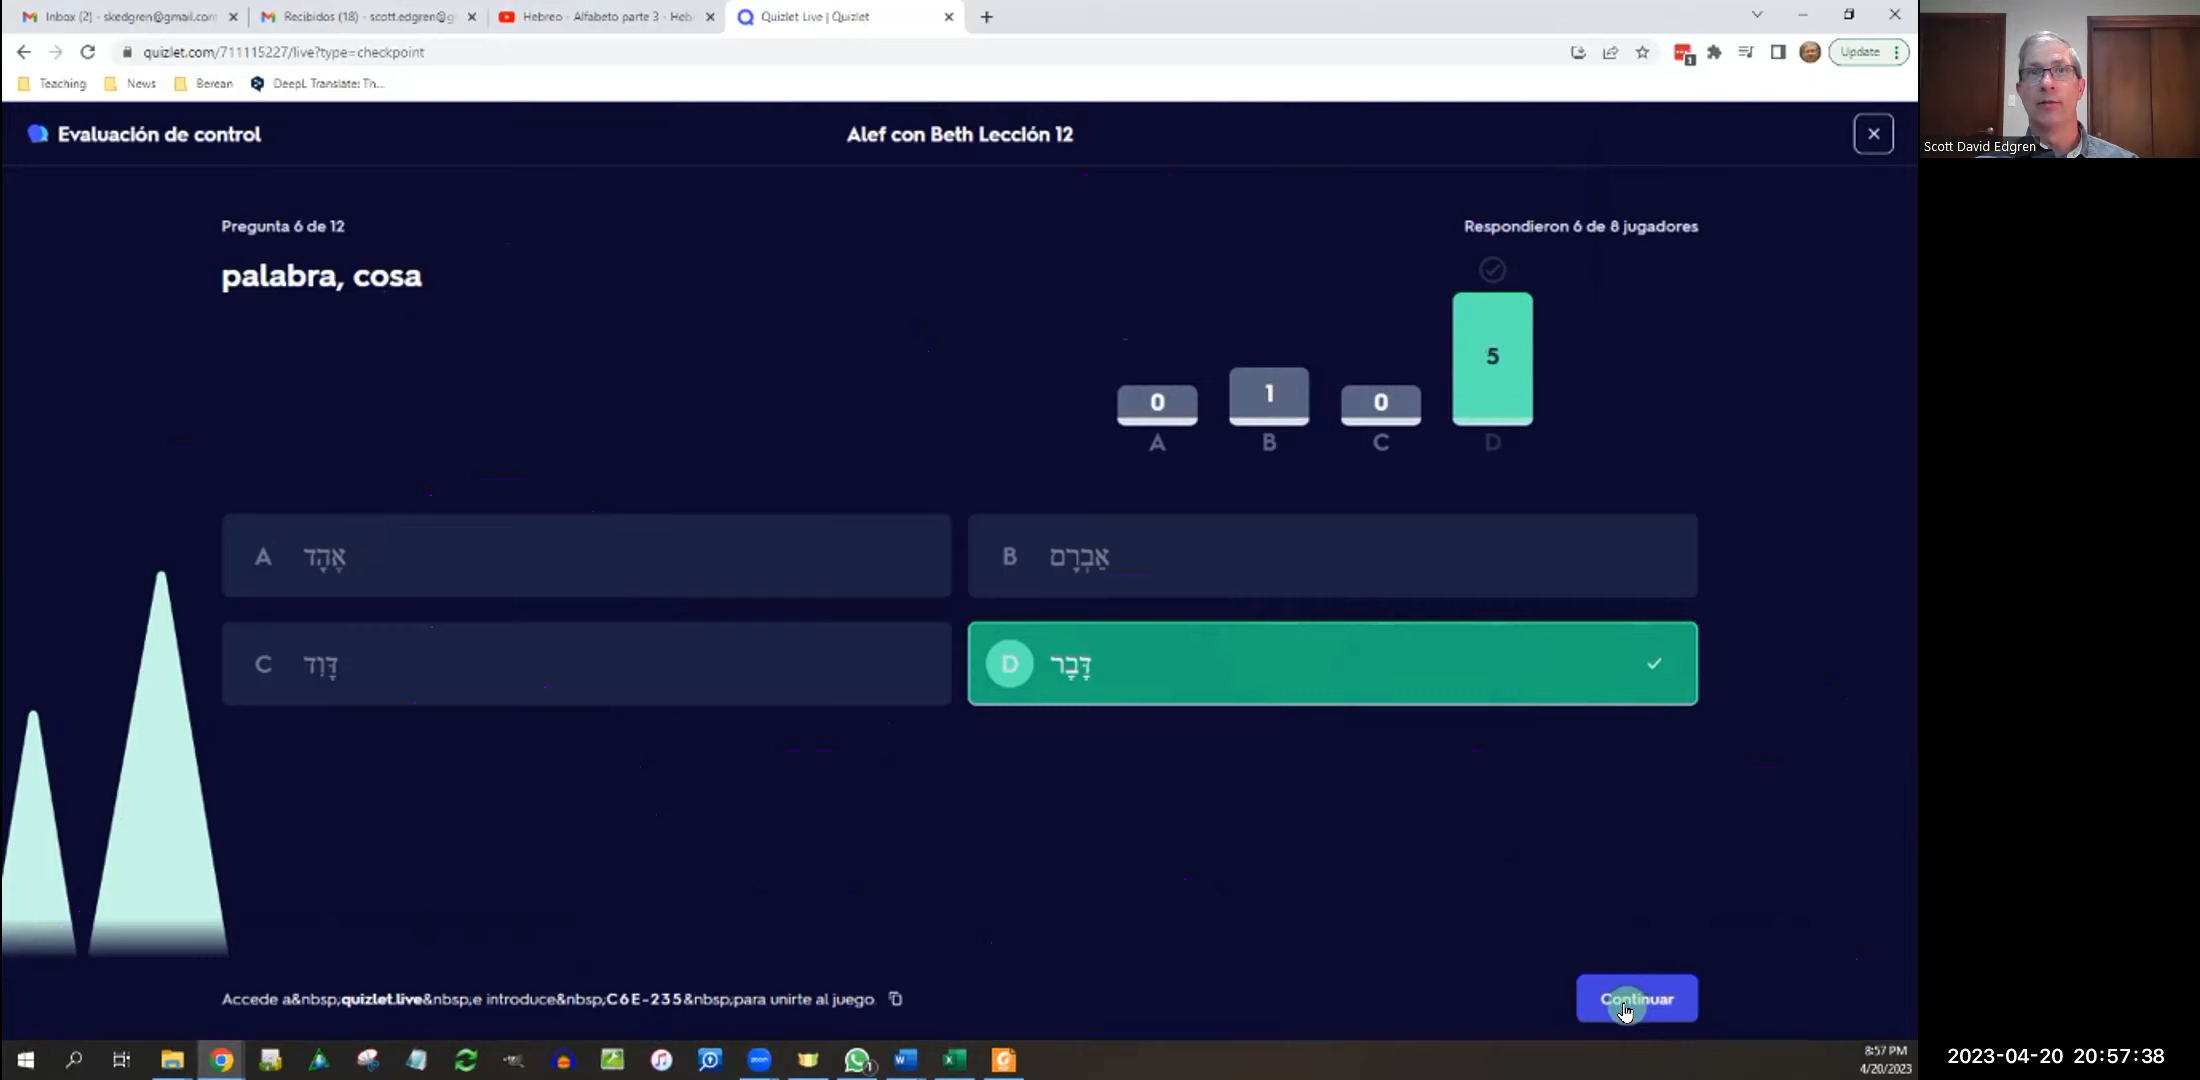 Inbox (2) - skedgren@gmail.com
Recibidos (18) - scott.edgren@g
Hebreo - Alfabeto parte 3 - Heb
Quizlet Live | Quizlet
quizlet.com/711115227/live?type=checkpoint
1
Update
Teaching
News
Berean
DeepL Translate: Th...
Scott David Edgren
Evaluación de control
Alef con Beth Lección 12
Pregunta 6 de 12
Respondieron 6 de 8 jugadores
palabra, cosa
0
1
0
5
A
B
C
D
A אֶהָד
B אַבְרָם
C דָּוִד
D דָּבָר
Accede a&nbsp;quizlet.live&nbsp;e introduce&nbsp;C6E-235&nbsp;para unirte al juego.
Continuar
zoom
1
8:57 PM
4/20/2023
2023-04-20 20:57:38